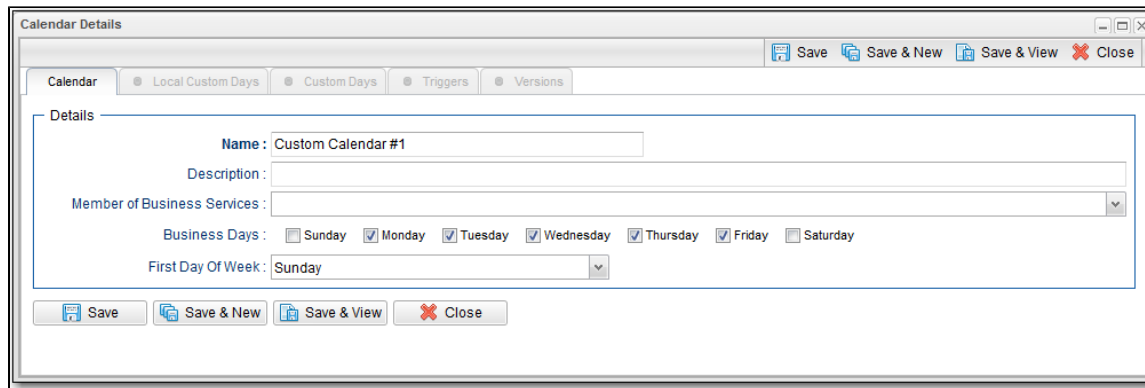 Calendar Details
Save Save & New Save & View Close
Calendar Local Custom Days Custom Days Triggers Versions
Details
Name : Custom Calendar #1
Description :
Member of Business Services :
Business Days : Sunday Monday Tuesday Wednesday Thursday Friday Saturday
First Day Of Week : Sunday
Save Save & New Save & View Close